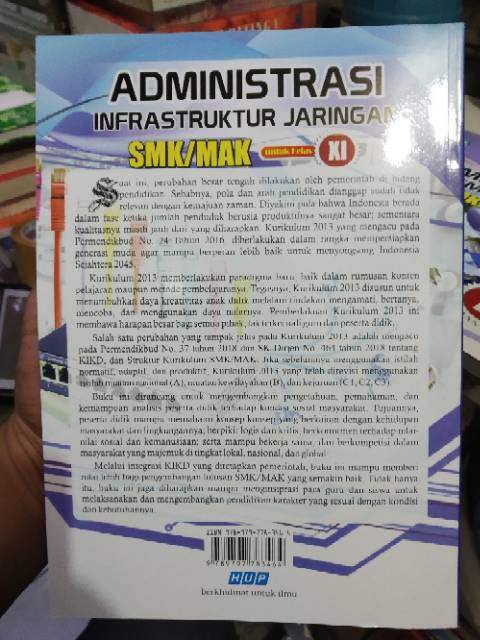 ADMINISTRASI
INFRASTRUKTUR JARINGAN
SMK/MAK untuk Kelas XI
Saat ini, perubahan besar tengah dilakukan oleh pemerintah di bidang
pendidikan. Sebabnya, pola dan arah pendidikan dianggap sudah tidak
relevan dengan kemajuan zaman. Diyakini pula bahwa Indonesia berada
dalam fase ketika jumlah penduduk berusia produktifnya sangat besar; sementara
kualitasnya masih jauh dari yang diharapkan. Kurikulum 2013 yang mengacu pada
Permendikbud No. 24 Tahun 2016 diberlakukan dalam rangka mempersiapkan
generasi muda agar mampu berperan lebih baik untuk menyongsong Indonesia
Sejahtera 2045.
Kurikulum 2013 memberlakukan paradigma baru, baik dalam rumusan konten
pelajaran maupun metode pembelajarannya. Tegasnya, Kurikulum 2013 disusun untuk
menumbuhkan daya kreativitas anak didik melalui tindakan mengamati, bertanya,
mencoba, dan menggunakan daya nalarnya. Pemberlakuan Kurikulum 2013 ini
membawa harapan besar bagi semua pihak, tak terkecuali guru dan peserta didik.
Salah satu perubahan yang tampak jelas pada Kurikulum 2013 adalah mengacu
pada Permendikbud No. 37 tahun 2018 dan SK Dirjen No. 464 tahun 2018 tentang
KIKD, dan Struktur Kurikulum SMK/MAK. Jika sebelumnya menggunakan istilah
normatif, adaptif, dan produktif, Kurikulum 2013 yang telah direvisi menggunakan
istilah muatan nasional (A), muatan kewilayahan (B), dan kejuruan (C1, C2, C3).
Buku ini dirancang untuk mengembangkan pengetahuan, pemahaman, dan
kemampuan analisis peserta didik terhadap kondisi sosial masyarakat. Tujuannya,
peserta didik mampu memahami konsep-konsep yang berkaitan dengan kehidupan
masyarakat dan lingkungannya; berpikir logis dan kritis, berkomitmen terhadap nilai-
nilai sosial dan kemanusiaan; serta mampu bekerja sama, dan berkompetisi dalam
masyarakat yang majemuk di tingkat lokal, nasional, dan global.
Melalui integrasi KIKD yang ditetapkan pemerintah, buku ini mampu memberi
nilai lebih bagi pengembangan lulusan SMK/MAK yang semakin baik. Tidak hanya
itu, buku ini juga diharapkan mampu menginspirasi para guru dan siswa untuk
melaksanakan dan mengembangkan pendidikan karakter yang sesuai dengan kondisi
dan kebutuhannya.
ISBN
HUP
berkhidmat untuk ilmu